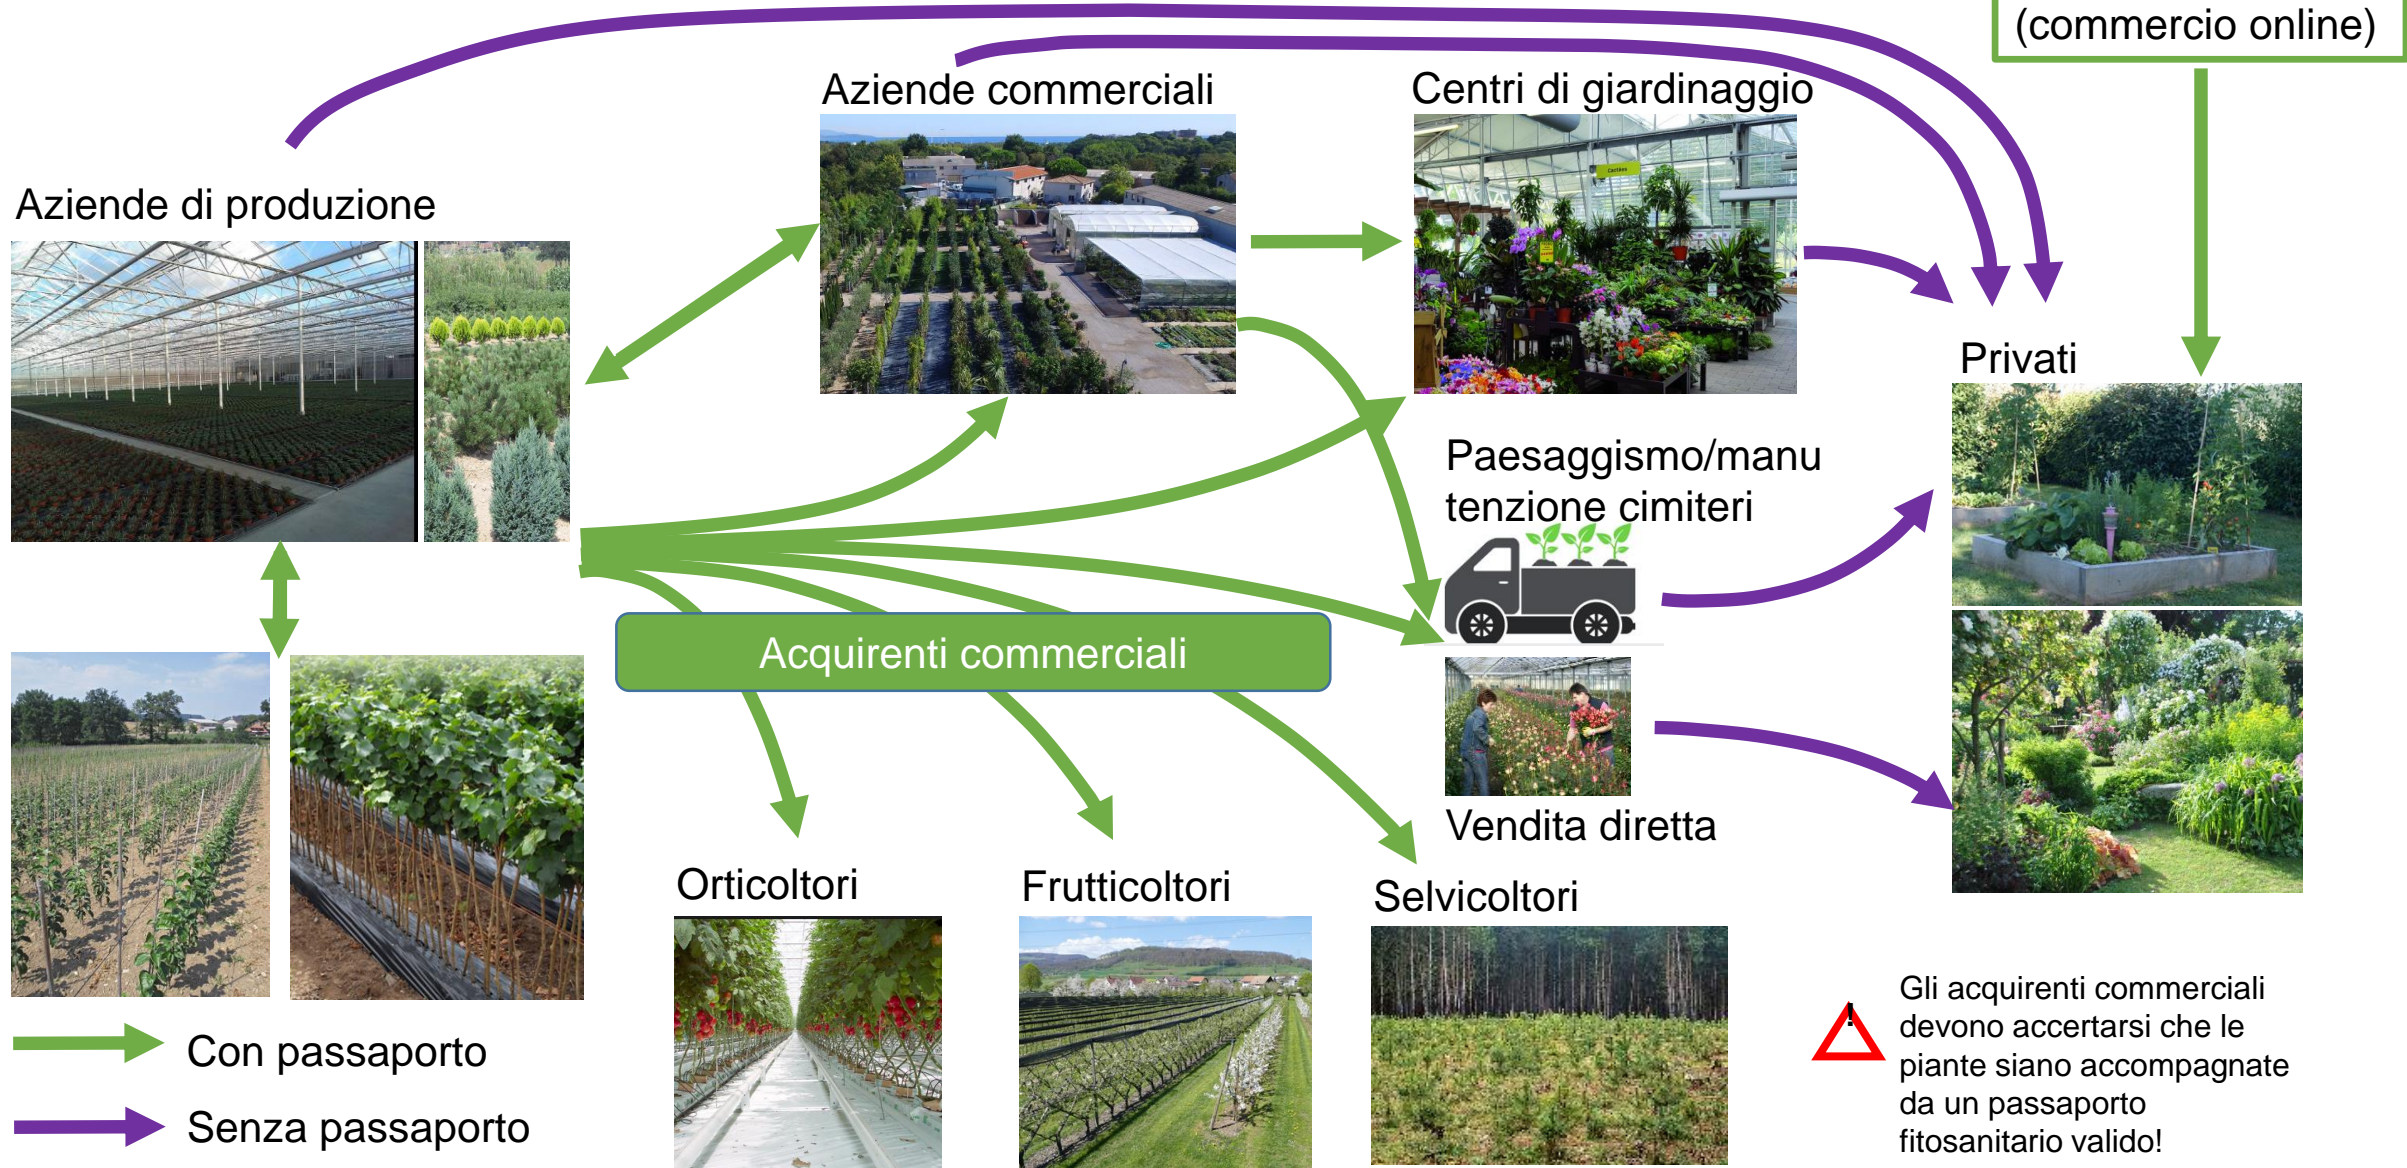 (commercio online)
Aziende commerciali
Centri di giardinaggio
Aziende di produzione
Privati
Paesaggismo/manu
tenzione cimiteri
Acquirenti commerciali
Vendita diretta
Orticoltori
Frutticoltori
Selvicoltori
Con passaporto
Senza passaporto
!
Gli acquirenti commerciali
devono accertarsi che le
piante siano accompagnate
da un passaporto
fitosanitario valido!